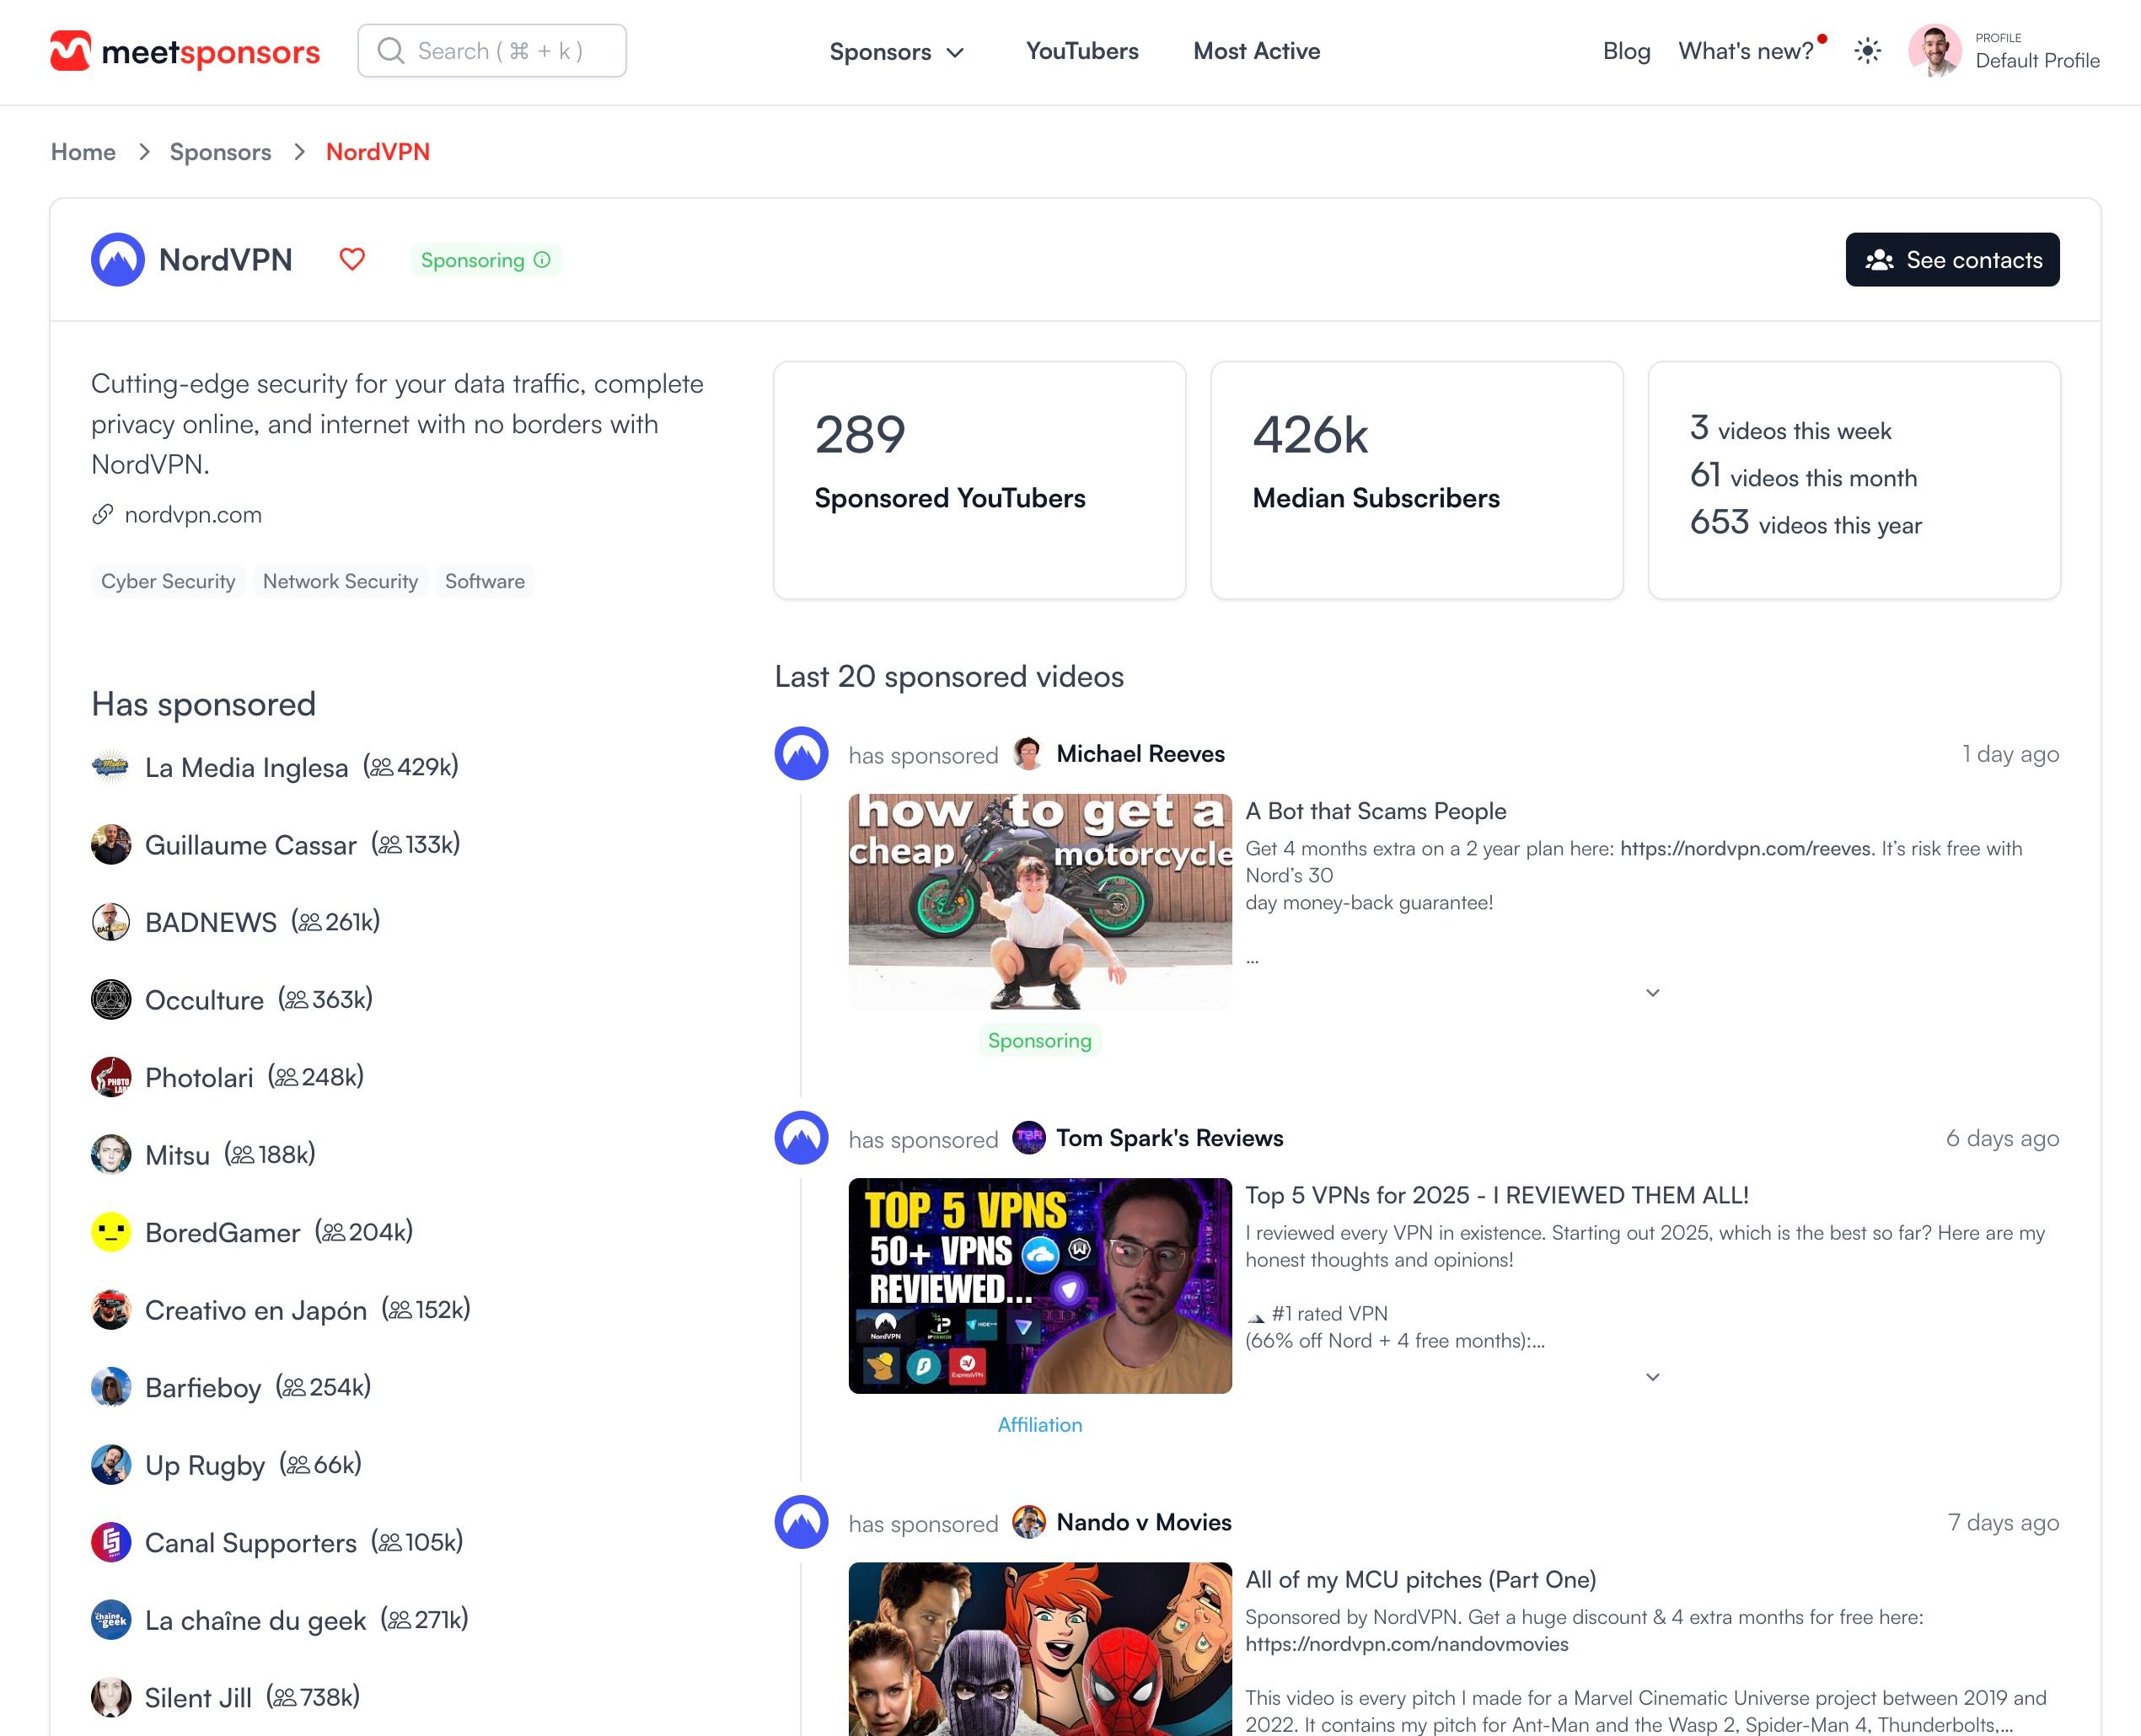 meetsponsors
Search ( ⌘ + k )
Sponsors
YouTubers
Most Active
Blog
What's new?
PROFILE
Default Profile
Home
Sponsors
NordVPN
NordVPN
Sponsoring
See contacts
Cutting-edge security for your data traffic, complete
privacy online, and internet with no borders with
NordVPN.
nordvpn.com
Cyber Security
Network Security
Software
289
Sponsored YouTubers
426k
Median Subscribers
3 videos this week
61 videos this month
653 videos this year
Has sponsored
La Media Inglesa (429k)
Guillaume Cassar (133k)
BADNEWS (261k)
Occulture (363k)
Photolari (248k)
Mitsu (188k)
BoredGamer (204k)
Creativo en Japón (152k)
Barfieboy (254k)
Up Rugby (66k)
Canal Supporters (105k)
La chaîne du geek (271k)
Silent Jill (738k)
Last 20 sponsored videos
has sponsored Michael Reeves
1 day ago
how to get a
cheap motorcycle
Sponsoring
A Bot that Scams People
Get 4 months extra on a 2 year plan here: https://nordvpn.com/reeves. It’s risk free with
Nord’s 30
day money-back guarantee!
...
has sponsored Tom Spark's Reviews
6 days ago
TOP 5 VPNS
50+ VPNS
REVIEWED...
NordVPN
ExpressVPN
Affiliation
Top 5 VPNs for 2025 - I REVIEWED THEM ALL!
I reviewed every VPN in existence. Starting out 2025, which is the best so far? Here are my
honest thoughts and opinions!
#1 rated VPN
(66% off Nord + 4 free months):...
has sponsored Nando v Movies
7 days ago
All of my MCU pitches (Part One)
Sponsored by NordVPN. Get a huge discount & 4 extra months for free here:
https://nordvpn.com/nandovmovies
This video is every pitch I made for a Marvel Cinematic Universe project between 2019 and
2022. It contains my pitch for Ant-Man and the Wasp 2, Spider-Man 4, Thunderbolts,...